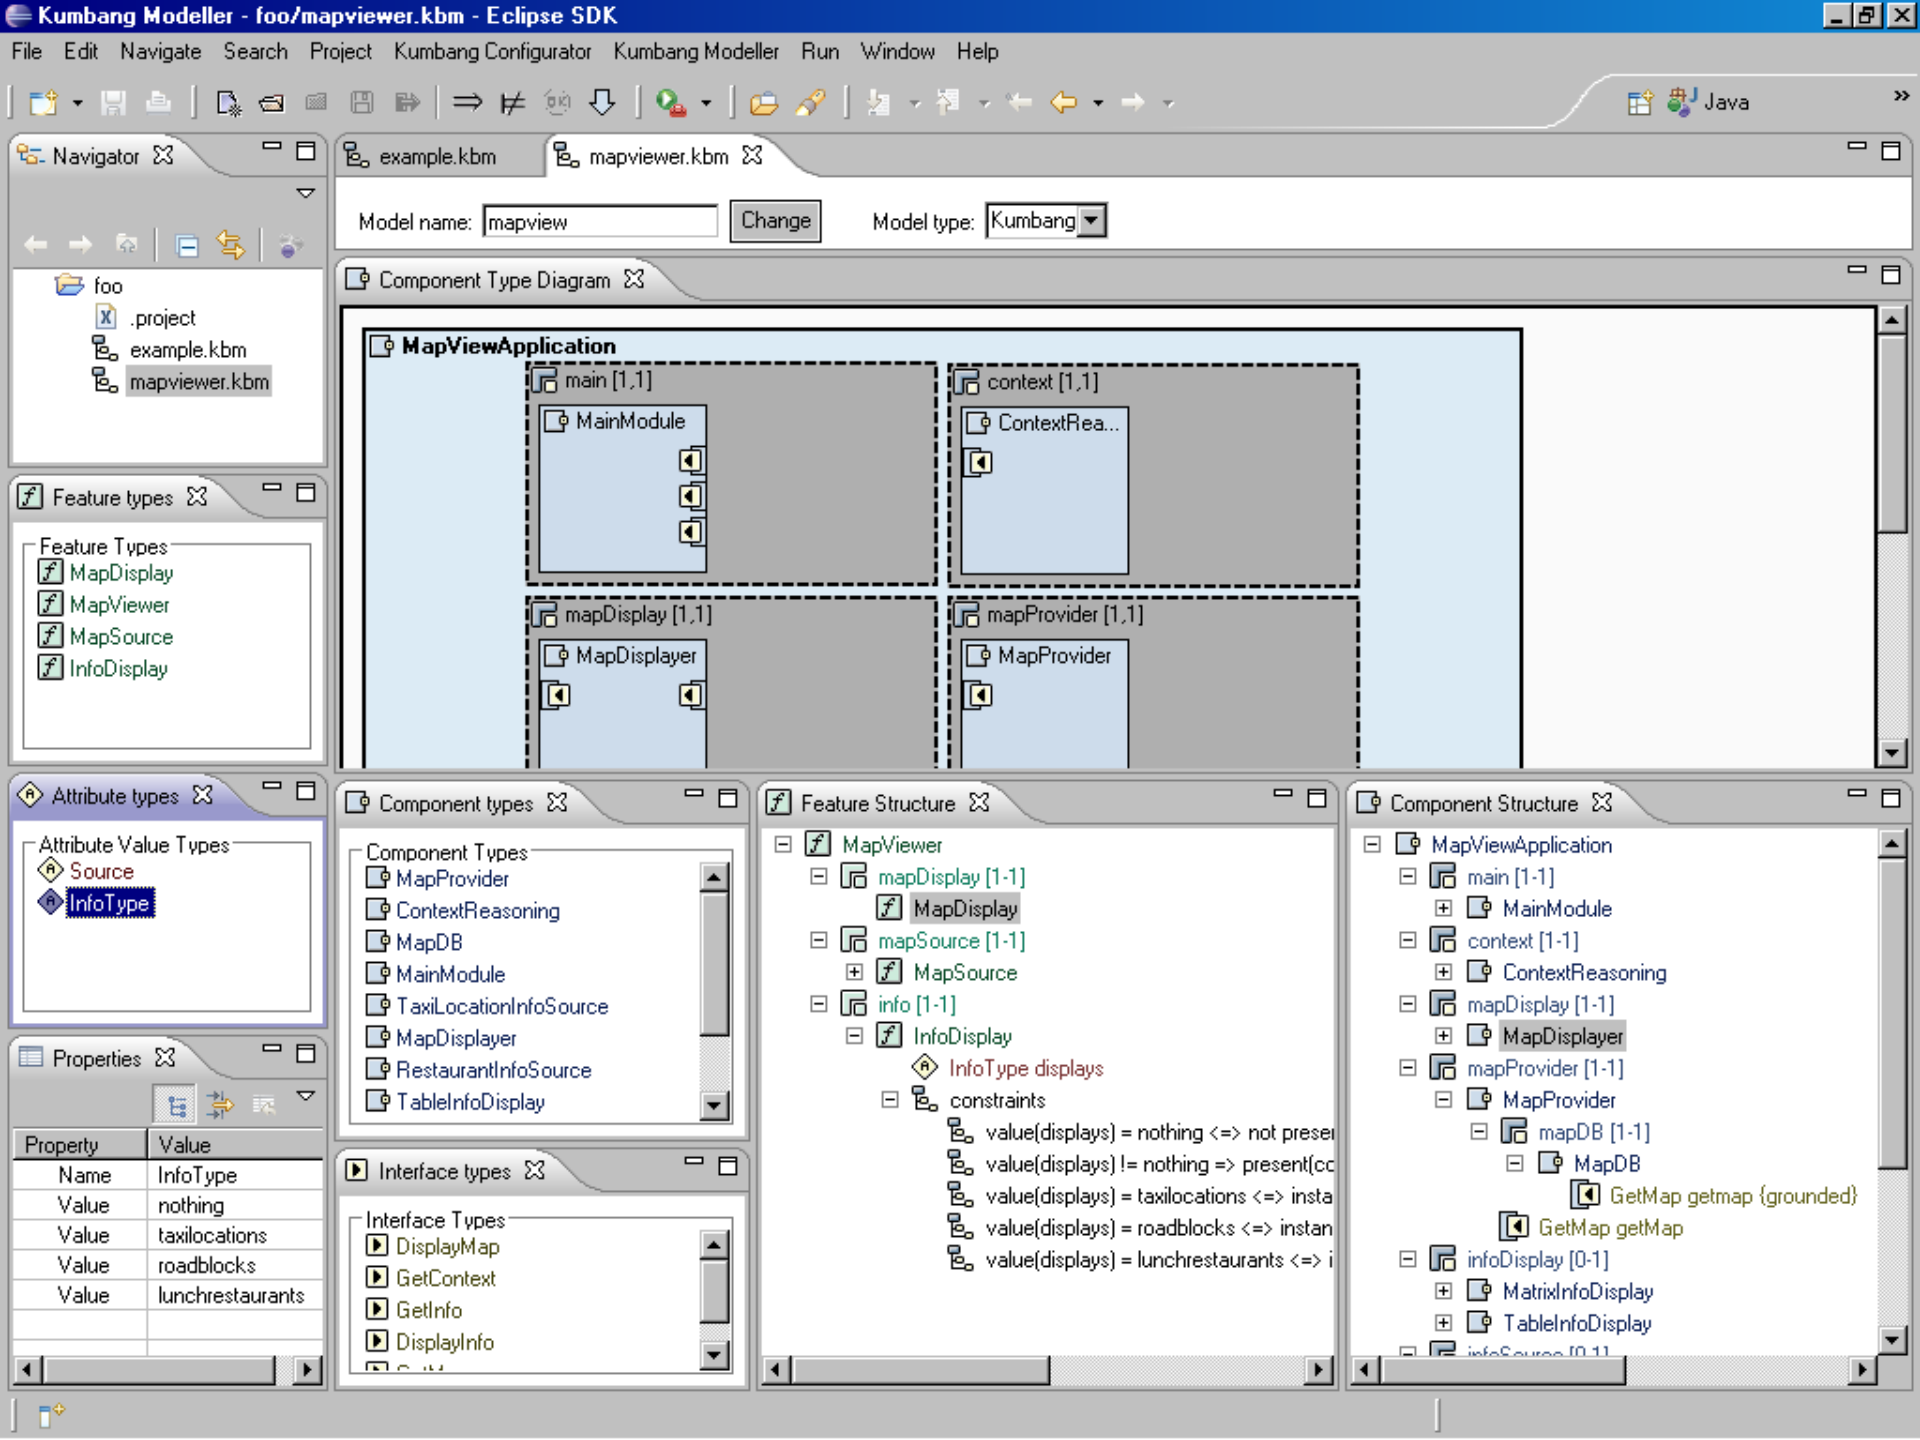 Kumbang Modeller - foo/mapviewer.kbm - Eclipse SDK
File Edit Navigate Search Project Kumbang Configurator Kumbang Modeller Run Window Help
Java »
Navigator
foo
.project
example.kbm
mapviewer.kbm
example.kbm mapviewer.kbm
Model name: mapview Change Model type: Kumbang
Component Type Diagram
MapViewApplication
main [1,1]
MainModule
context [1,1]
ContextRea...
mapDisplay [1,1]
MapDisplayer
mapProvider [1,1]
MapProvider
Feature types
Feature Types
MapDisplay
MapViewer
MapSource
InfoDisplay
Attribute types
Attribute Value Types
Source
InfoType
Properties
Property Value
Name InfoType
Value nothing
Value taxilocations
Value roadblocks
Value lunchrestaurants
Component types
Component Types
MapProvider
ContextReasoning
MapDB
MainModule
TaxiLocationInfoSource
MapDisplayer
RestaurantInfoSource
TableInfoDisplay
Interface types
Interface Types
DisplayMap
GetContext
GetInfo
DisplayInfo
Feature Structure
MapViewer
mapDisplay [1-1]
MapDisplay
mapSource [1-1]
MapSource
info [1-1]
InfoDisplay
InfoType displays
constraints
value(displays) = nothing <=> not preser
value(displays) != nothing => present(cc
value(displays) = taxilocations <=> insta
value(displays) = roadblocks <=> instan
value(displays) = lunchrestaurants <=> i
Component Structure
MapViewApplication
main [1-1]
MainModule
context [1-1]
ContextReasoning
mapDisplay [1-1]
MapDisplayer
mapProvider [1-1]
MapProvider
mapDB [1-1]
MapDB
GetMap getmap {grounded}
GetMap getMap
infoDisplay [0-1]
MatrixInfoDisplay
TableInfoDisplay
infoSource [0-1]